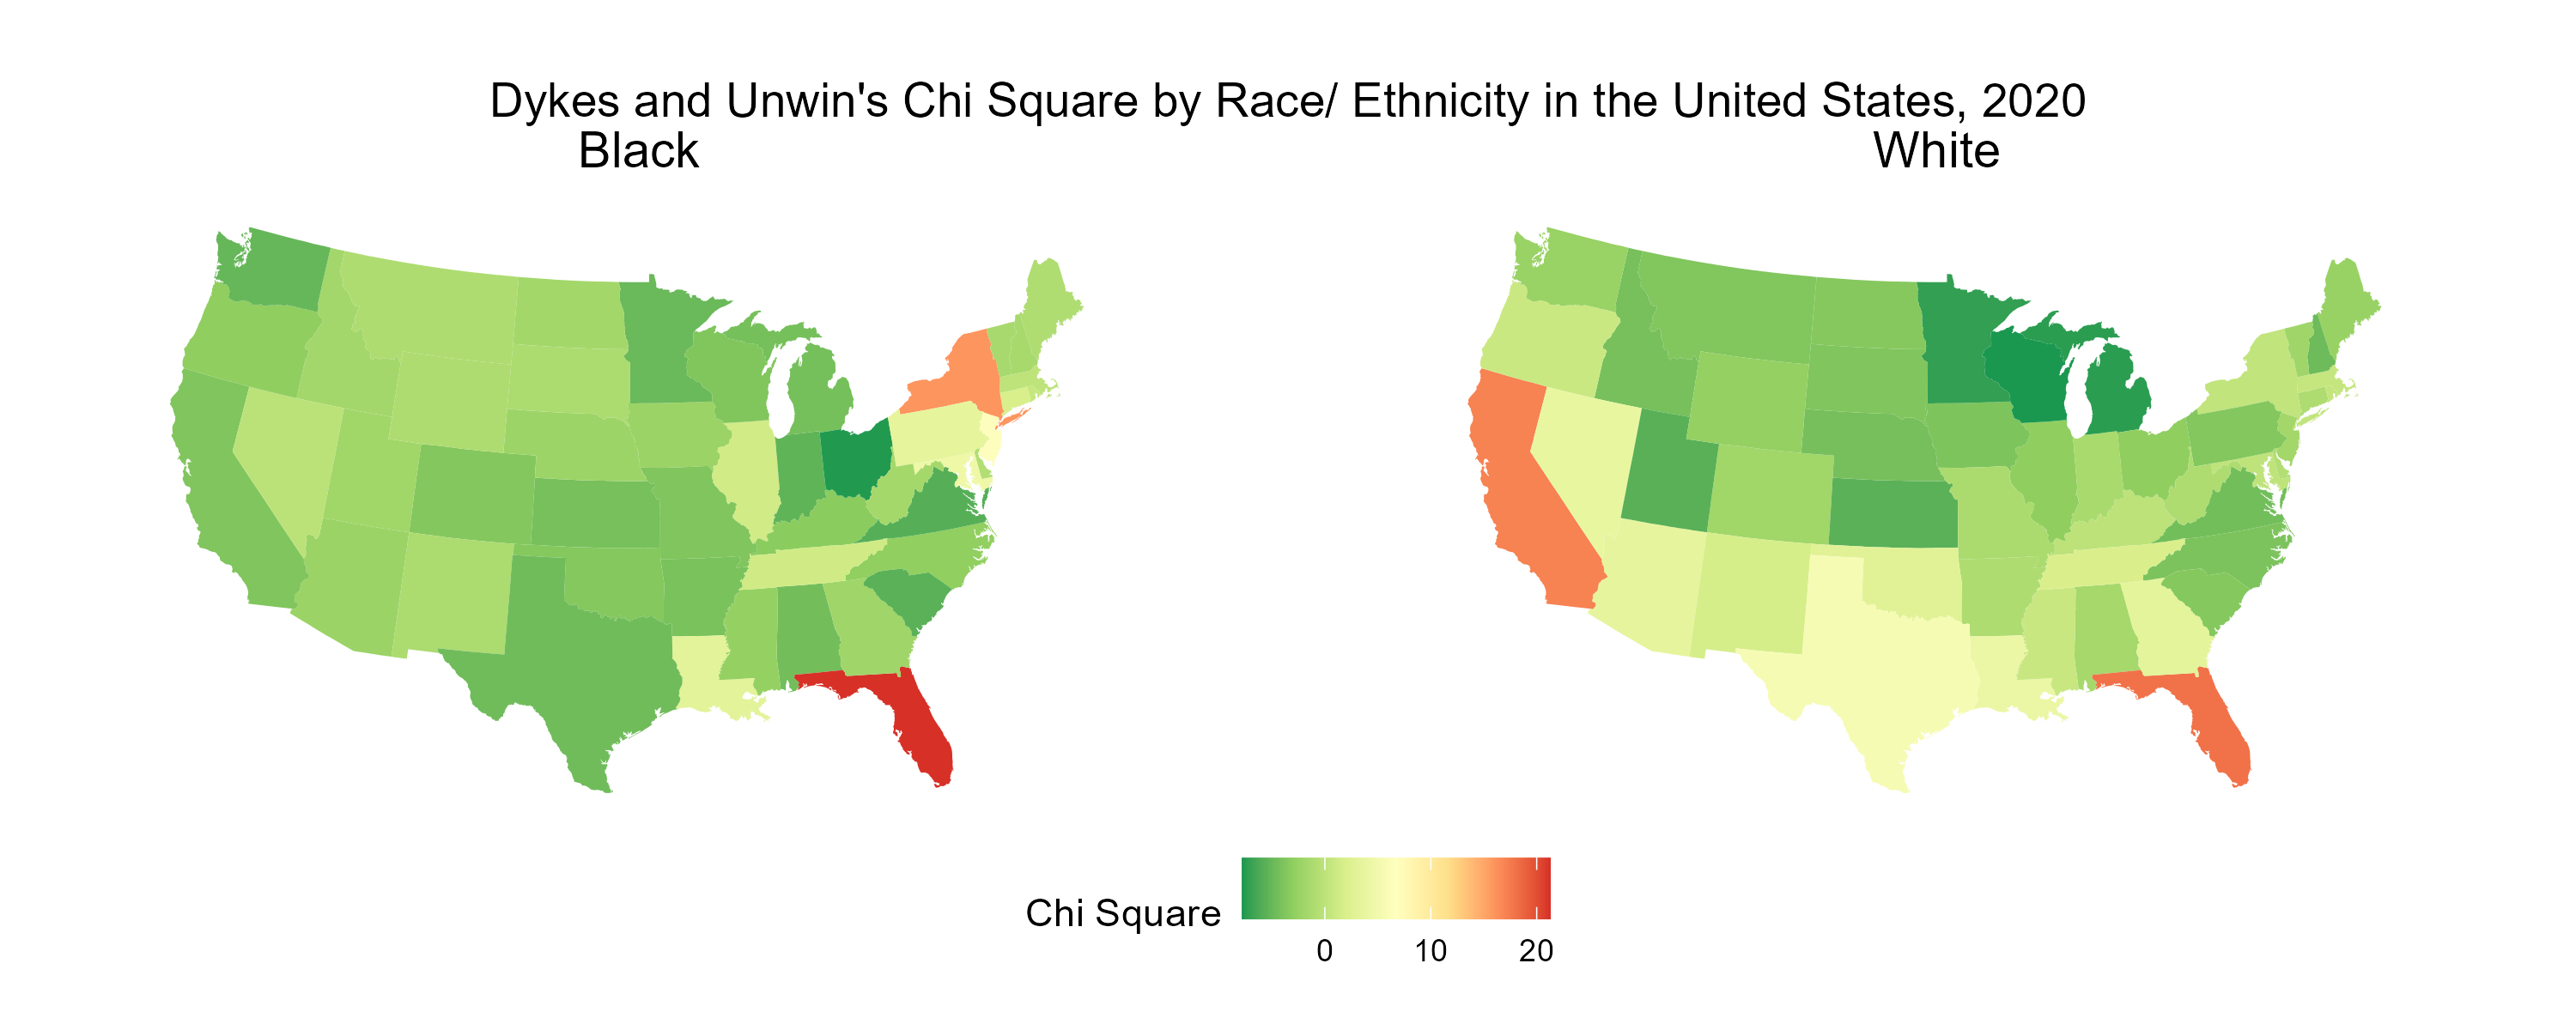 Dykes and Unwin's Chi Square by Race/ Ethnicity in the United States, 2020
Black
White
Chi Square
0
10
20